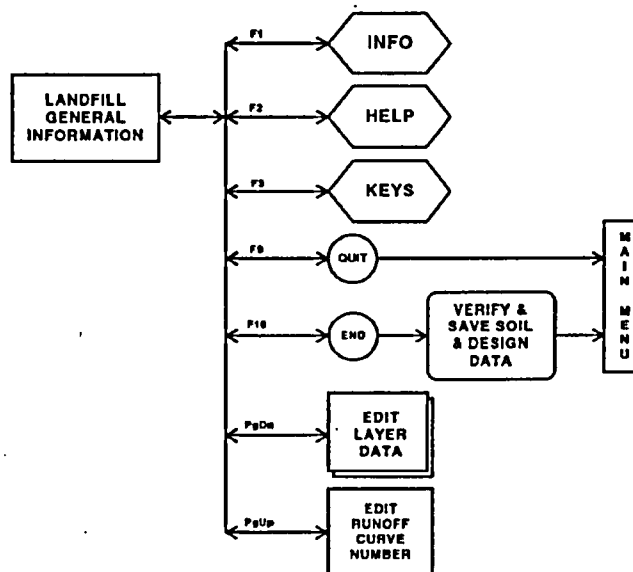 F1
INFO
LANDFILL
GENERAL
INFORMATION
F2
HELP
F3
KEYS
F9
QUIT
MAIN MENU
F10
END
VERIFY &
SAVE SOIL
& DESIGN
DATA
PgDn
EDIT
LAYER
DATA
PgUp
EDIT
RUNOFF
CURVE
NUMBER